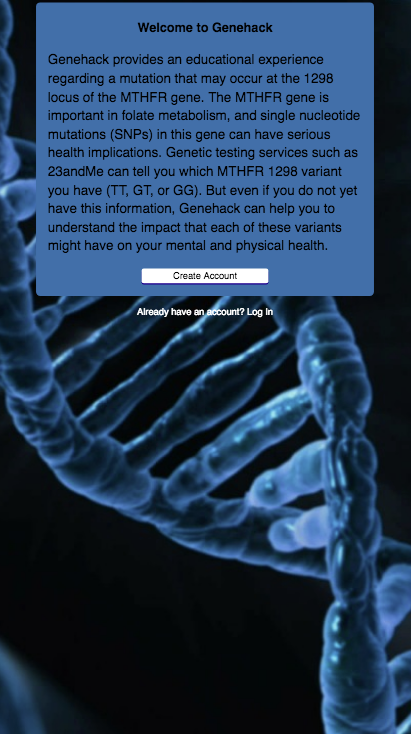 Welcome to Genehack
Genehack provides an educational experience
regarding a mutation that may occur at the 1298
locus of the MTHFR gene. The MTHFR gene is
important in folate metabolism, and single nucleotide
mutations (SNPs) in this gene can have serious
health implications. Genetic testing services such as
23andMe can tell you which MTHFR 1298 variant
you have (TT, GT, or GG). But even if you do not yet
have this information, Genehack can help you to
understand the impact that each of these variants
might have on your mental and physical health.
Create Account
Already have an account? Log In